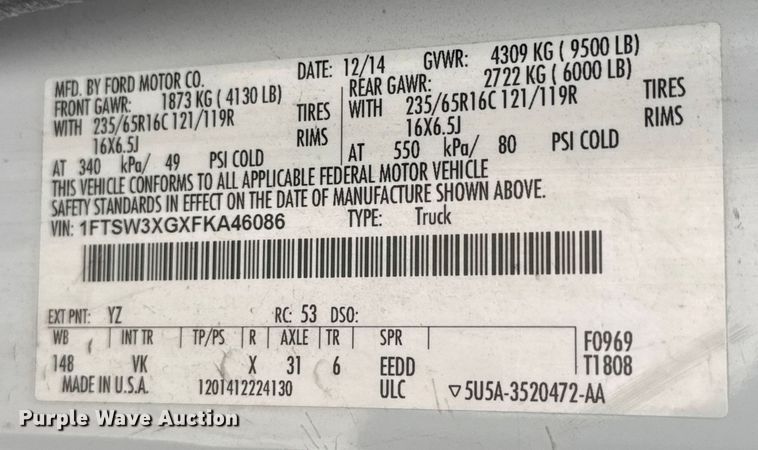 MFD. BY FORD MOTOR CO.
DATE: 12/14 GVWR: 4309 KG ( 9500 LB)
FRONT GAWR: 1873 KG ( 4130 LB)
REAR GAWR: 2722 KG ( 6000 LB)
WITH 235/65R16C 121/119R TIRES
WITH 235/65R16C 121/119R TIRES
16X6.5J RIMS
16X6.5J RIMS
AT 340 kPa/ 49 PSI COLD
AT 550 kPa/ 80 PSI COLD
THIS VEHICLE CONFORMS TO ALL APPLICABLE FEDERAL MOTOR VEHICLE
SAFETY STANDARDS IN EFFECT ON THE DATE OF MANUFACTURE SHOWN ABOVE.
VIN: 1FTSW3XGXFKA46086 TYPE: Truck
EXT PNT: YZ RC: 53 DSO:
WB INT TR TP/PS R AXLE TR SPR F0969
148 VK X 31 6 EEDD T1808
MADE IN U.S.A. 1201412224130 ULC ▽5U5A-3520472-AA
Purple Wave Auction